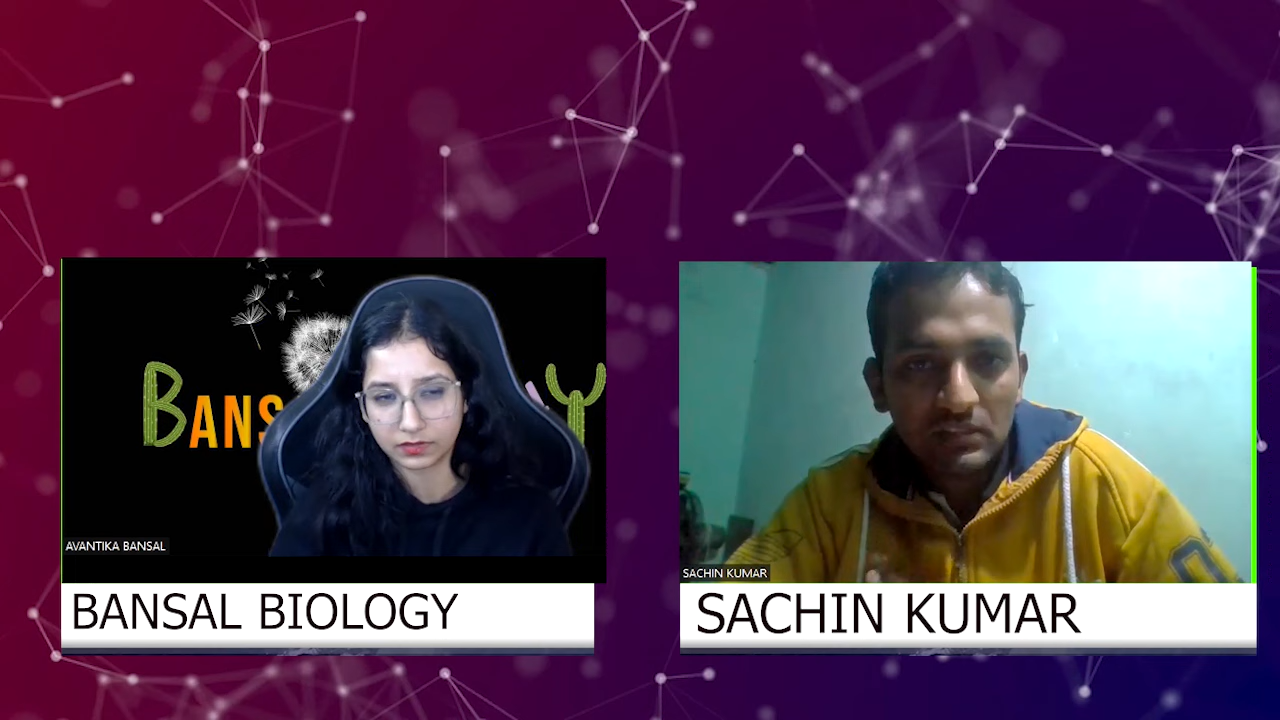 BANS
Y
AVANTIKA BANSAL
SACHIN KUMAR
BANSAL BIOLOGY
SACHIN KUMAR